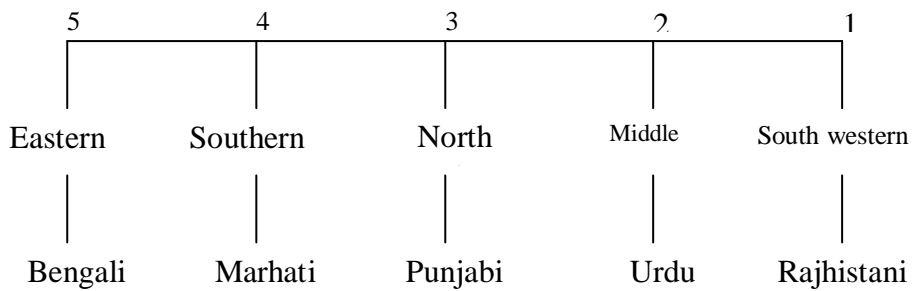 5 4 3 2 1
Eastern Southern North Middle South western
Bengali Marhati Punjabi Urdu Rajhistani